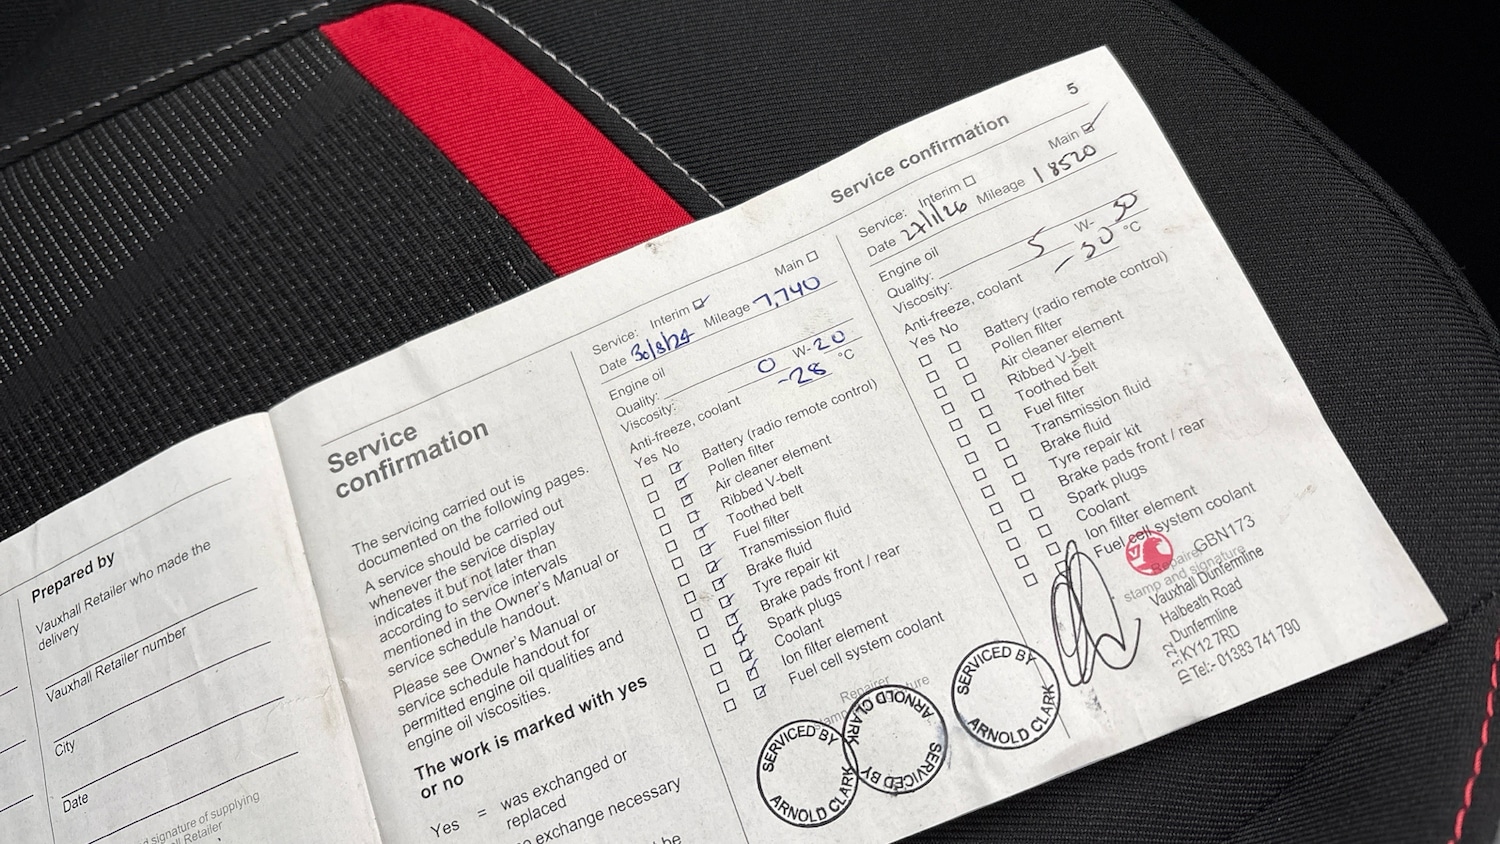 Prepared by
Vauxhall Retailer who made the
delivery
Vauxhall Retailer number
City
Date
signature of supplying
Retailer
Service
confirmation
The servicing carried out is
documented on the following pages.
A service should be carried out
whenever the service display
indicates it but not later than
according to service intervals
mentioned in the Owner's Manual or
service schedule handout.
Please see Owner's Manual or
service schedule handout for
permitted engine oil qualities and
engine oil viscosities.
The work is marked with yes
or no
Yes = was exchanged or
replaced
exchange necessary
be
Service: Interim Main
Date 30/8/24 Mileage 7,740
Engine oil
Quality:
Viscosity: 0 W- 20
Anti-freeze, coolant -28 °C
Yes No
Battery (radio remote control)
Pollen filter
Air cleaner element
Ribbed V-belt
Toothed belt
Fuel filter
Transmission fluid
Brake fluid
Tyre repair kit
Brake pads front / rear
Spark plugs
Coolant
Ion filter element
Fuel cell system coolant
Repairer
stamp signature
SERVICED BY
ARNOLD CLARK
SERVICED BY
ARNOLD CLARK
5
Service confirmation
Service: Interim Main
Date 27/1/26 Mileage 18520
Engine oil
Quality:
Viscosity: 5 W- 30
Anti-freeze, coolant -30 °C
Yes No
Battery (radio remote control)
Pollen filter
Air cleaner element
Ribbed V-belt
Toothed belt
Fuel filter
Transmission fluid
Brake fluid
Tyre repair kit
Brake pads front / rear
Spark plugs
Coolant
Ion filter element
Fuel cell system coolant
Repairer
stamp and signature
GBN173
Vauxhall Dunfermline
Halbeath Road
Dunfermline
KY12 7RD
Tel:- 01383 741 790
SERVICED BY
ARNOLD CLARK